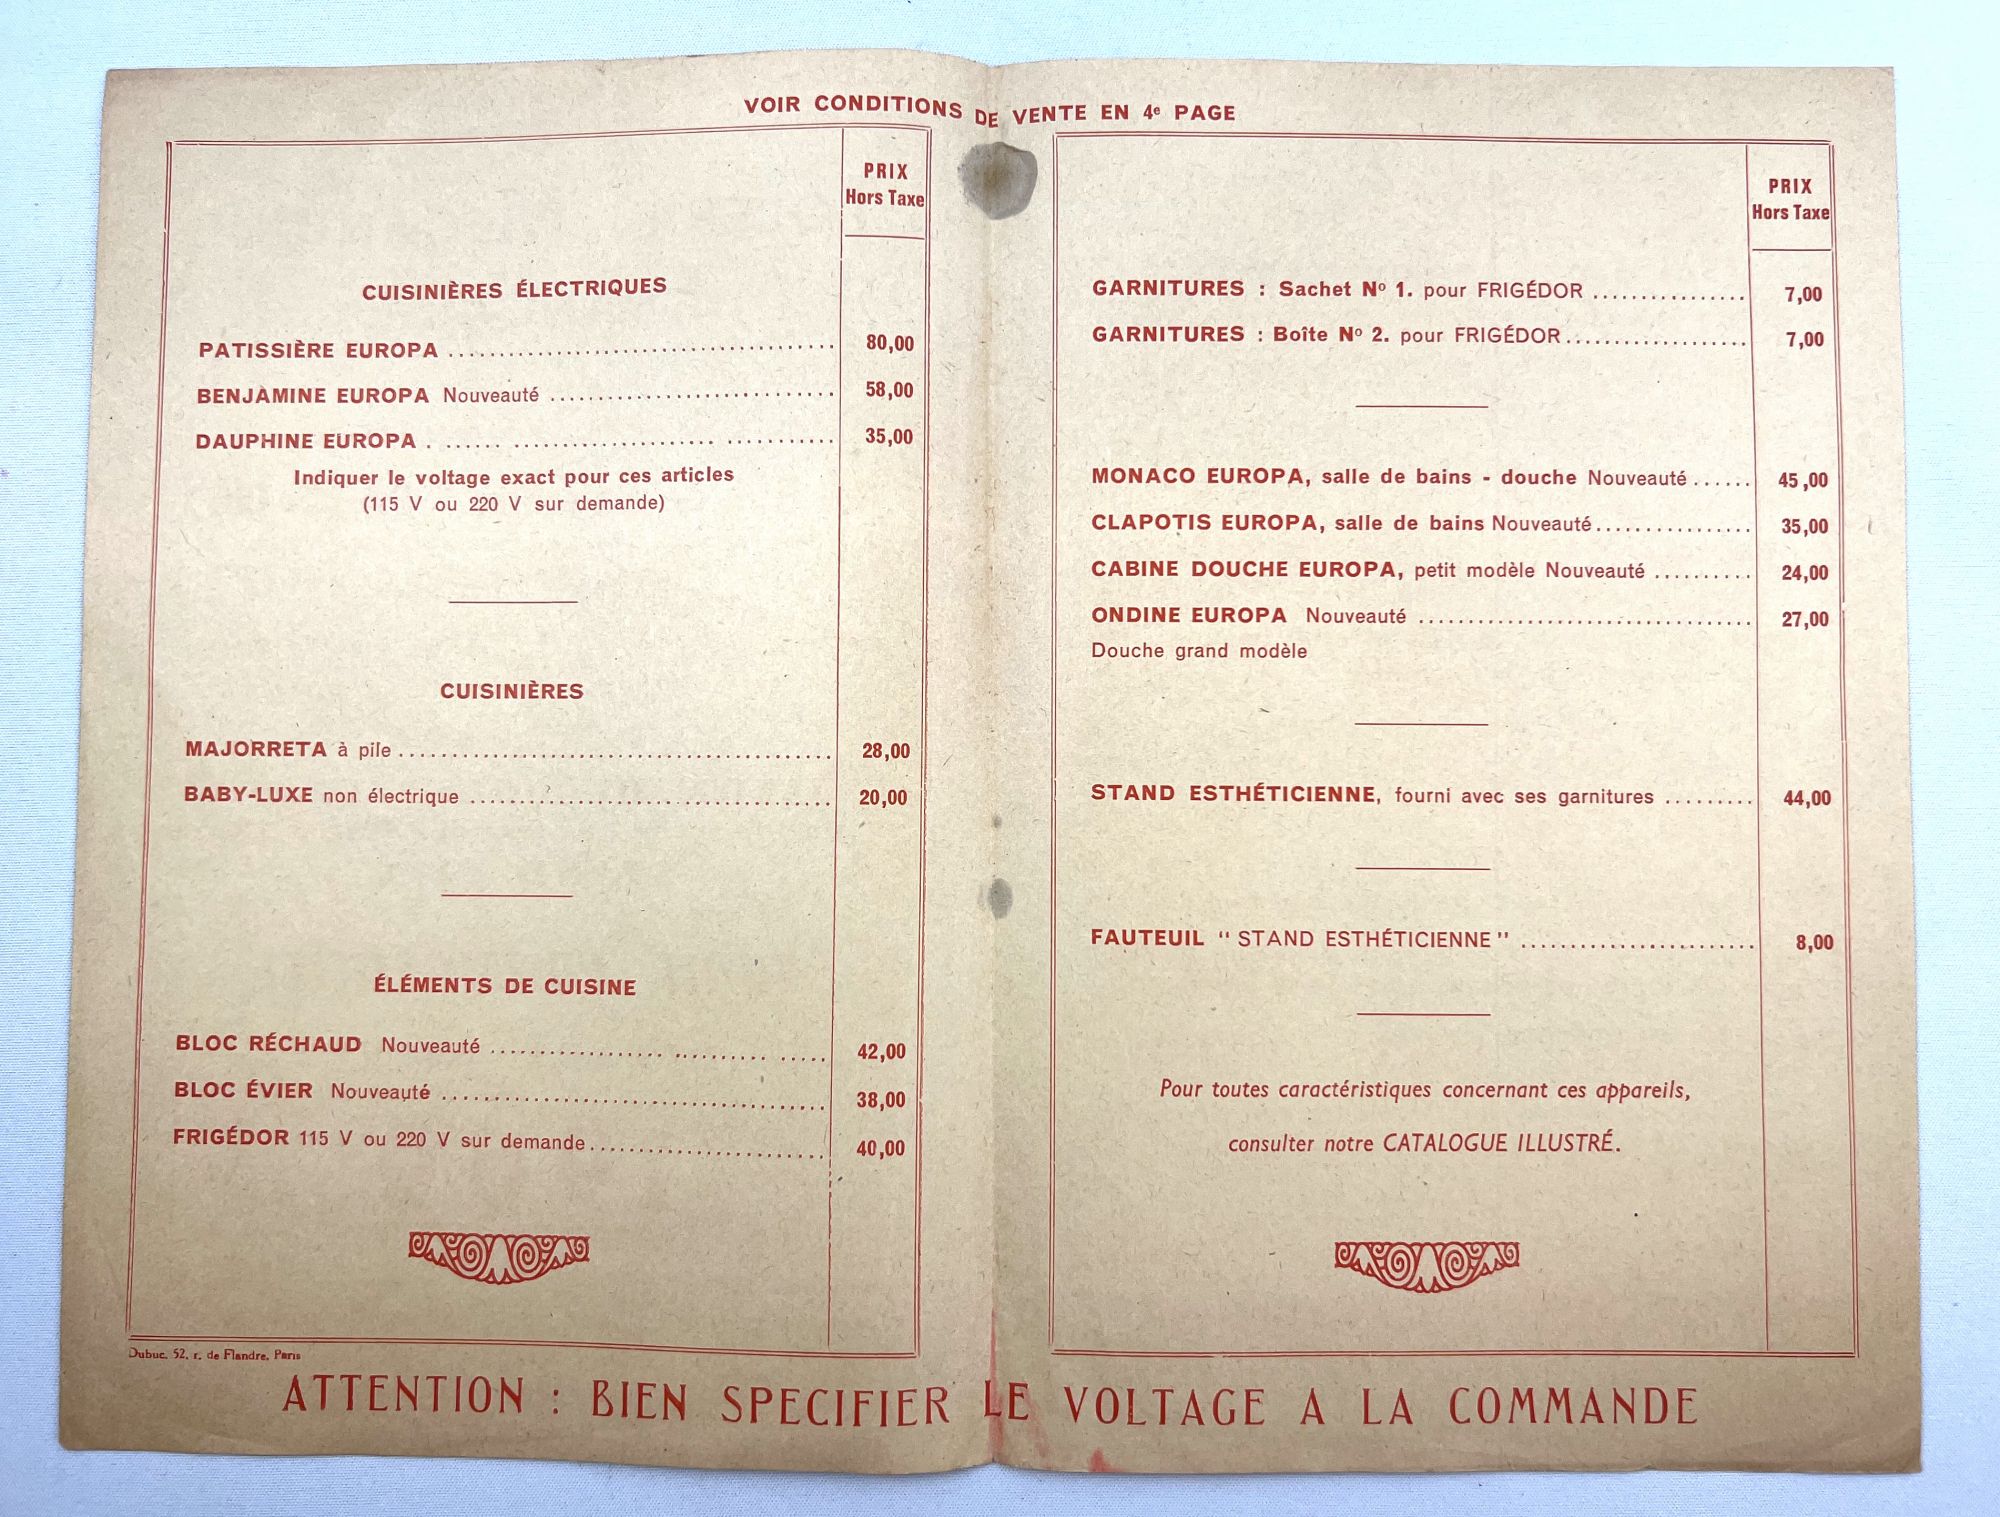 VOIR CONDITIONS DE VENTE EN 4e PAGE
PRIX
Hors Taxe
CUISINIÈRES ÉLECTRIQUES
PATISSIÈRE EUROPA ........ 80,00
BENJAMINE EUROPA Nouveauté ........ 58,00
DAUPHINE EUROPA ........ 35,00
Indiquer le voltage exact pour ces articles
(115 V ou 220 V sur demande)
CUISINIÈRES
MAJORRETA à pile ........ 28,00
BABY-LUXE non électrique ........ 20,00
ÉLÉMENTS DE CUISINE
BLOC RÉCHAUD Nouveauté ........ 42,00
BLOC ÉVIER Nouveauté ........ 38,00
FRIGÉDOR 115 V ou 220 V sur demande ........ 40,00
Dubuc, 52, r. de Flandre, Paris
PRIX
Hors Taxe
GARNITURES : Sachet No 1. pour FRIGÉDOR ........ 7,00
GARNITURES : Boîte No 2. pour FRIGÉDOR ........ 7,00
MONACO EUROPA, salle de bains - douche Nouveauté ...... 45,00
CLAPOTIS EUROPA, salle de bains Nouveauté ........ 35,00
CABINE DOUCHE EUROPA, petit modèle Nouveauté ........ 24,00
ONDINE EUROPA Nouveauté ........ 27,00
Douche grand modèle
STAND ESTHÉTICIENNE, fourni avec ses garnitures ........ 44,00
FAUTEUIL " STAND ESTHÉTICIENNE " ........ 8,00
Pour toutes caractéristiques concernant ces appareils,
consulter notre CATALOGUE ILLUSTRÉ.
ATTENTION : BIEN SPECIFIER LE VOLTAGE A LA COMMANDE